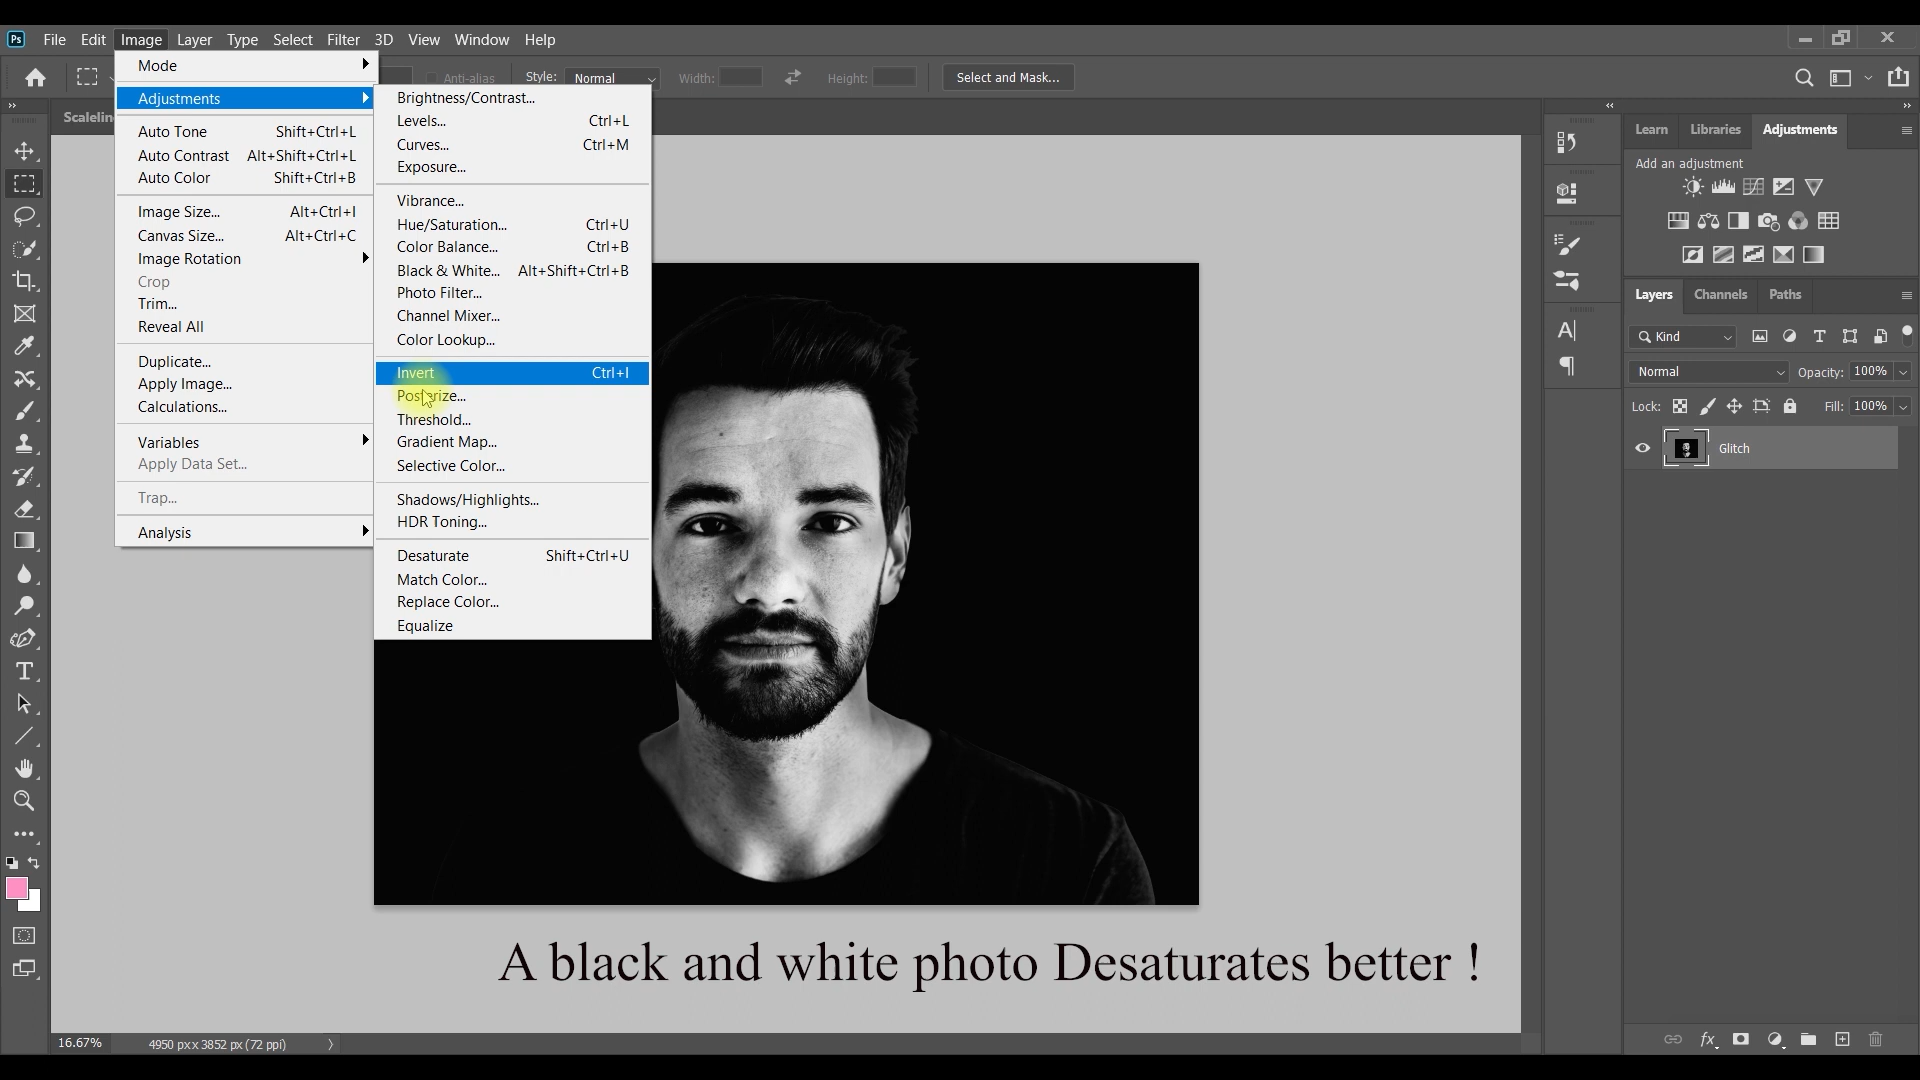 Ps File Edit Image Layer Type Select Filter 3D View Window Help
Anti-alias Style: Normal Width: Height: Select and Mask...
Mode
Adjustments
Auto Tone Shift+Ctrl+L
Auto Contrast Alt+Shift+Ctrl+L
Auto Color Shift+Ctrl+B
Image Size... Alt+Ctrl+I
Canvas Size... Alt+Ctrl+C
Image Rotation
Crop
Trim...
Reveal All
Duplicate...
Apply Image...
Calculations...
Variables
Apply Data Set...
Trap...
Analysis
Brightness/Contrast...
Levels... Ctrl+L
Curves... Ctrl+M
Exposure...
Vibrance...
Hue/Saturation... Ctrl+U
Color Balance... Ctrl+B
Black & White... Alt+Shift+Ctrl+B
Photo Filter...
Channel Mixer...
Color Lookup...
Invert Ctrl+I
Posterize...
Threshold...
Gradient Map...
Selective Color...
Shadows/Highlights...
HDR Toning...
Desaturate Shift+Ctrl+U
Match Color...
Replace Color...
Equalize
Learn Libraries Adjustments
Add an adjustment
Layers Channels Paths
Kind
Normal Opacity: 100%
Lock: Fill: 100%
Glitch
A black and white photo Desaturates better !
16.67% 4950 px x 3852 px (72 ppi)